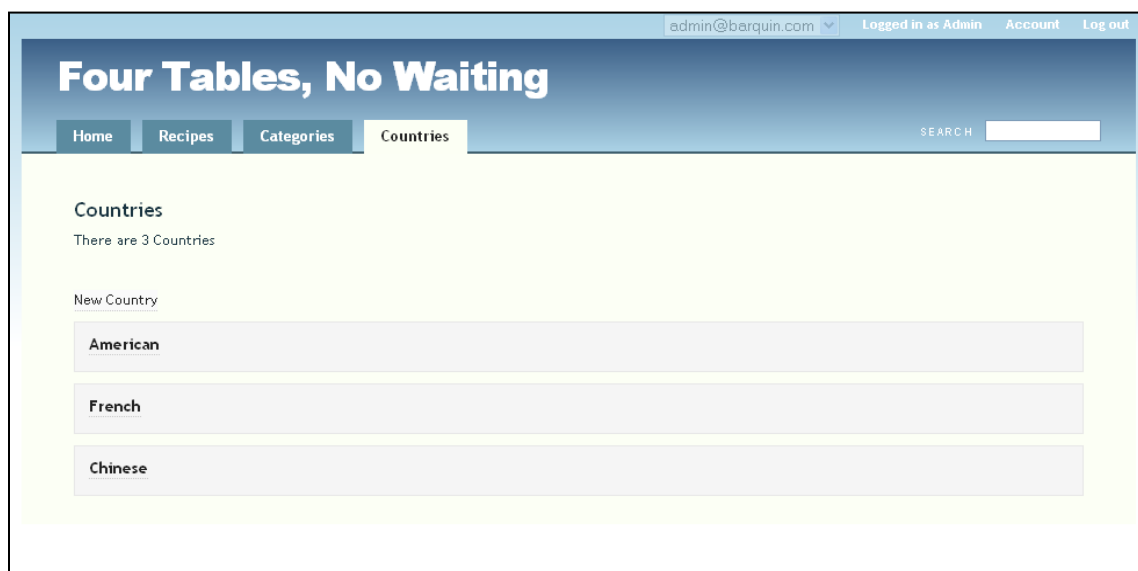 admin@barquin.com Logged in as Admin Account Log out
Four Tables, No Waiting
Home Recipes Categories Countries SEARCH
Countries
There are 3 Countries
New Country
American
French
Chinese